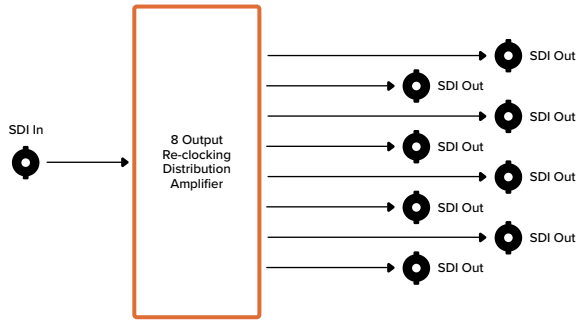 SDI In
8 Output
Re-clocking
Distribution
Amplifier
SDI Out
SDI Out
SDI Out
SDI Out
SDI Out
SDI Out
SDI Out
SDI Out